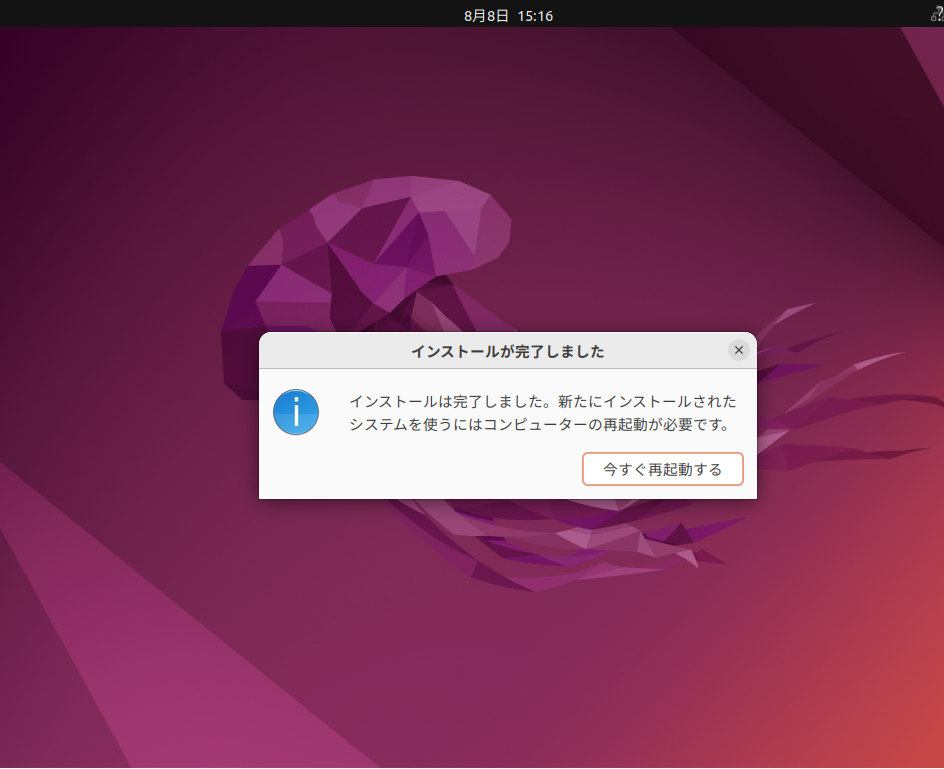 8月8日 15:16
?
インストールが完了しました
インストールは完了しました。新たにインストールされた
システムを使うにはコンピューターの再起動が必要です。
今すぐ再起動する